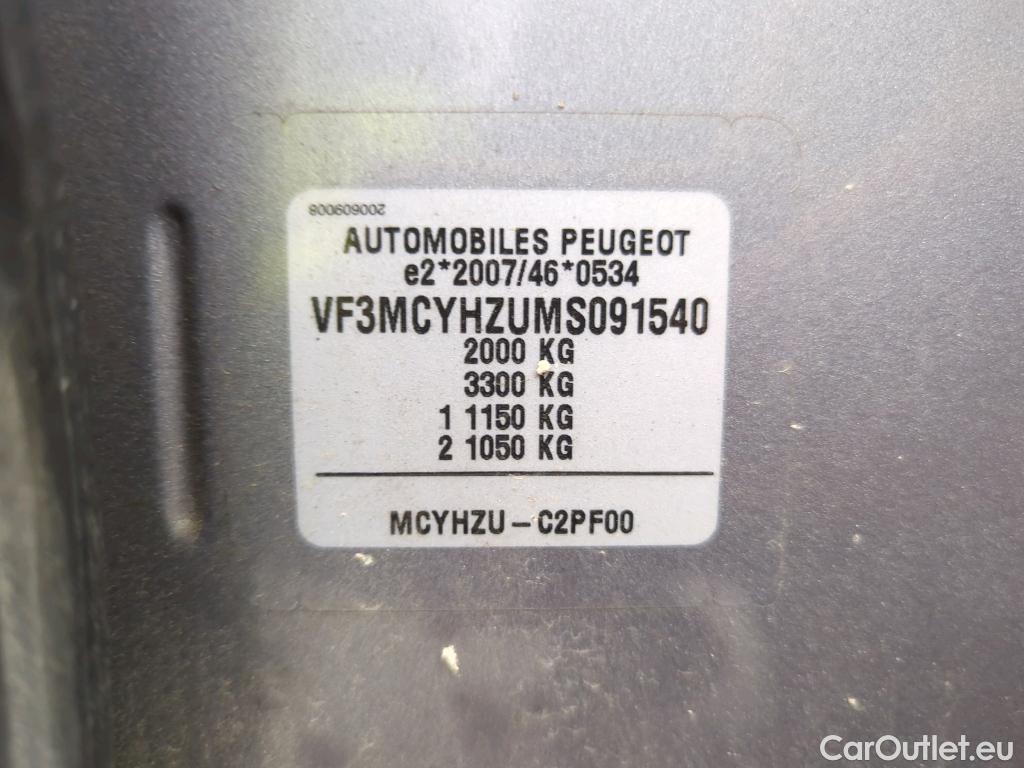 200609008
AUTOMOBILES PEUGEOT
e2*2007/46*0534
VF3MCYHZUMS091540
2000 KG
3300 KG
1 1150 KG
2 1050 KG
MCYHZU – C2PF00
CarOutlet.eu